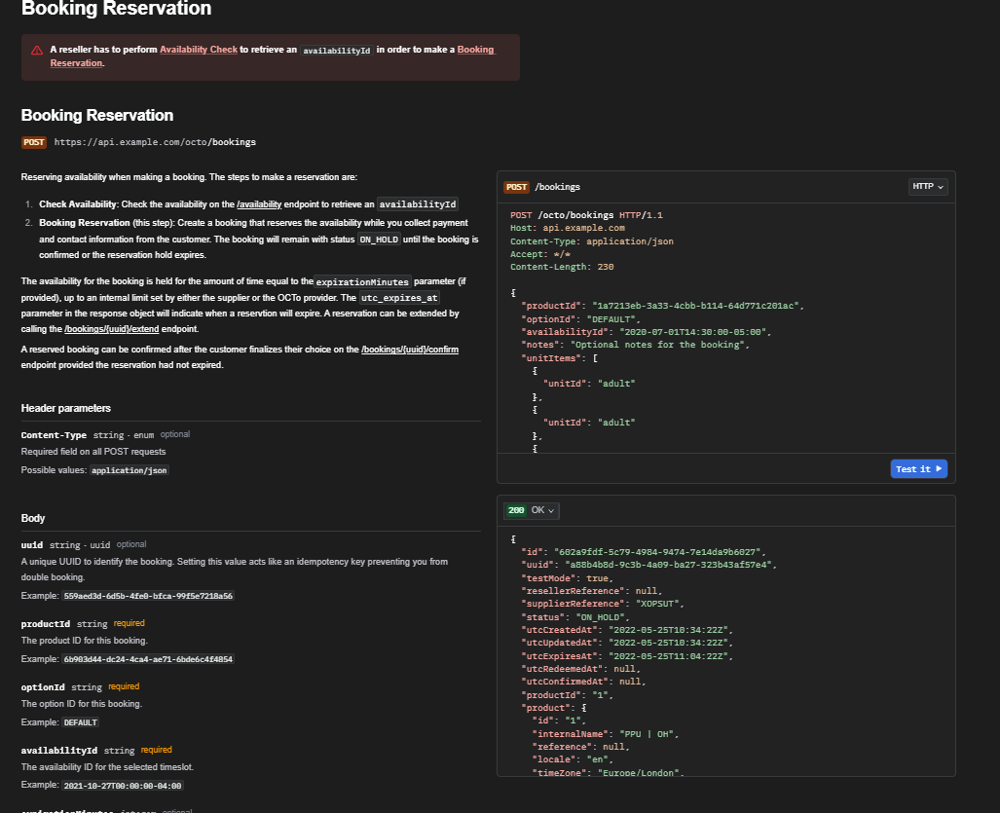 Booking Reservation
A reseller has to perform Availability Check to retrieve an availabilityId in order to make a Booking
Reservation.
Booking Reservation
POST https://api.example.com/octo/bookings
Reserving availability when making a booking. The steps to make a reservation are:
1. Check Availability: Check the availability on the /availability endpoint to retrieve an availabilityId
2. Booking Reservation (this step): Create a booking that reserves the availability while you collect payment
and contact information from the customer. The booking will remain with status ON_HOLD until the booking is
confirmed or the reservation hold expires.
The availability for the booking is held for the amount of time equal to the expirationMinutes parameter (if
provided), up to an internal limit set by either the supplier or the OCTo provider. The utc_expires_at
parameter in the response object will indicate when a reservtion will expire. A reservation can be extended by
calling the /bookings/{uuid}/extend endpoint.
A reserved booking can be confirmed after the customer finalizes their choice on the /bookings/{uuid}/confirm
endpoint provided the reservation had not expired.
Header parameters
Content-Type string - enum optional
Required field on all POST requests
Possible values: application/json
Body
uuid string - uuid optional
A unique UUID to identify the booking. Setting this value acts like an idempotency key preventing you from
double booking.
Example: 559aed3d-6d5b-4fe0-bfca-99f5e7218a56
productId string required
The product ID for this booking.
Example: 6b903d44-dc24-4ca4-ae71-6bde6c4f4854
optionId string required
The option ID for this booking.
Example: DEFAULT
availabilityId string required
The availability ID for the selected timeslot.
Example: 2021-10-27T00:00:00-04:00
expirationMinutes integer optional
POST /bookings
HTTP
POST /octo/bookings HTTP/1.1
Host: api.example.com
Content-Type: application/json
Accept: */*
Content-Length: 230
{
"productId": "1a7213eb-3a33-4cbb-b114-64d771c201ac",
"optionId": "DEFAULT",
"availabilityId": "2020-07-01T14:30:00-05:00",
"notes": "Optional notes for the booking",
"unitItems": [
{
"unitId": "adult"
},
{
"unitId": "adult"
},
{
Test it
200 OK
{
"id": "602a9fdf-5c79-4984-9474-7e14da9b6027",
"uuid": "a88b4b8d-9c3b-4a09-ba27-323b43af57e4",
"testMode": true,
"resellerReference": null,
"supplierReference": "XOPSUT",
"status": "ON_HOLD",
"utcCreatedAt": "2022-05-25T10:34:22Z",
"utcUpdatedAt": "2022-05-25T10:34:22Z",
"utcExpiresAt": "2022-05-25T11:04:22Z",
"utcRedeemedAt": null,
"utcConfirmedAt": null,
"productId": "1",
"product": {
"id": "1",
"internalName": "PPU | OH",
"reference": null,
"locale": "en",
"timeZone": "Europe/London",